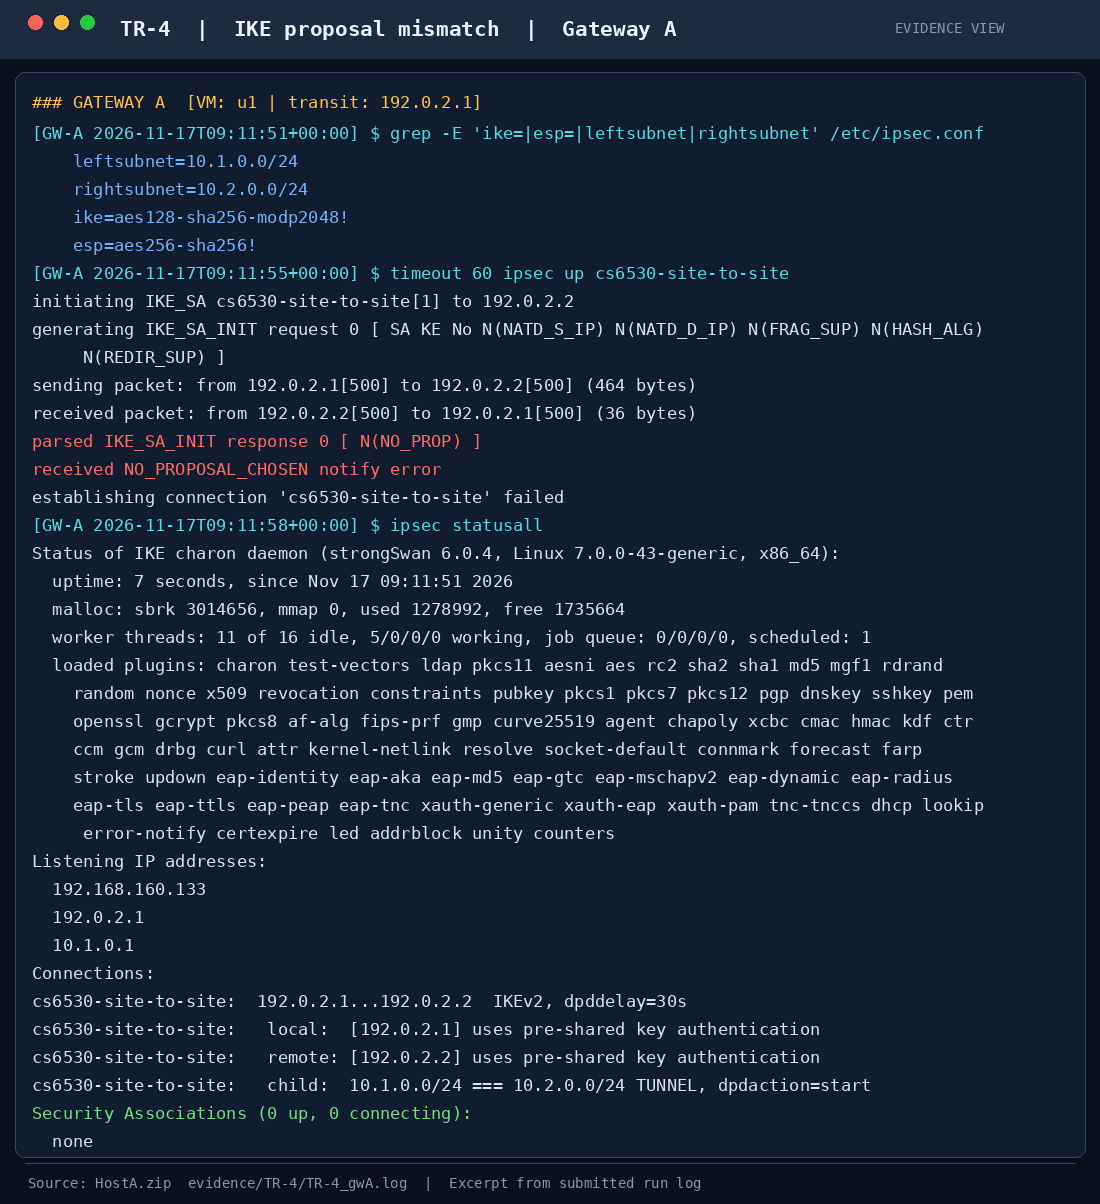 TR-4  |  IKE proposal mismatch  |  Gateway A
EVIDENCE VIEW
### GATEWAY A  [VM: u1 | transit: 192.0.2.1]
[GW-A 2026-11-17T09:11:51+00:00] $ grep -E 'ike=|esp=|leftsubnet|rightsubnet' /etc/ipsec.conf
    leftsubnet=10.1.0.0/24
    rightsubnet=10.2.0.0/24
    ike=aes128-sha256-modp2048!
    esp=aes256-sha256!
[GW-A 2026-11-17T09:11:55+00:00] $ timeout 60 ipsec up cs6530-site-to-site
initiating IKE_SA cs6530-site-to-site[1] to 192.0.2.2
generating IKE_SA_INIT request 0 [ SA KE No N(NATD_S_IP) N(NATD_D_IP) N(FRAG_SUP) N(HASH_ALG)
     N(REDIR_SUP) ]
sending packet: from 192.0.2.1[500] to 192.0.2.2[500] (464 bytes)
received packet: from 192.0.2.2[500] to 192.0.2.1[500] (36 bytes)
parsed IKE_SA_INIT response 0 [ N(NO_PROP) ]
received NO_PROPOSAL_CHOSEN notify error
establishing connection 'cs6530-site-to-site' failed
[GW-A 2026-11-17T09:11:58+00:00] $ ipsec statusall
Status of IKE charon daemon (strongSwan 6.0.4, Linux 7.0.0-43-generic, x86_64):
  uptime: 7 seconds, since Nov 17 09:11:51 2026
  malloc: sbrk 3014656, mmap 0, used 1278992, free 1735664
  worker threads: 11 of 16 idle, 5/0/0/0 working, job queue: 0/0/0/0, scheduled: 1
  loaded plugins: charon test-vectors ldap pkcs11 aesni aes rc2 sha2 sha1 md5 mgf1 rdrand
    random nonce x509 revocation constraints pubkey pkcs1 pkcs7 pkcs12 pgp dnskey sshkey pem
    openssl gcrypt pkcs8 af-alg fips-prf gmp curve25519 agent chapoly xcbc cmac hmac kdf ctr
    ccm gcm drbg curl attr kernel-netlink resolve socket-default connmark forecast farp
    stroke updown eap-identity eap-aka eap-md5 eap-gtc eap-mschapv2 eap-dynamic eap-radius
    eap-tls eap-ttls eap-peap eap-tnc xauth-generic xauth-eap xauth-pam tnc-tnccs dhcp lookip
     error-notify certexpire led addrblock unity counters
Listening IP addresses:
  192.168.160.133
  192.0.2.1
  10.1.0.1
Connections:
cs6530-site-to-site:  192.0.2.1...192.0.2.2  IKEv2, dpddelay=30s
cs6530-site-to-site:   local:  [192.0.2.1] uses pre-shared key authentication
cs6530-site-to-site:   remote: [192.0.2.2] uses pre-shared key authentication
cs6530-site-to-site:   child:  10.1.0.0/24 === 10.2.0.0/24 TUNNEL, dpdaction=start
Security Associations (0 up, 0 connecting):
  none
Source: HostA.zip  evidence/TR-4/TR-4_gwA.log  |  Excerpt from submitted run log